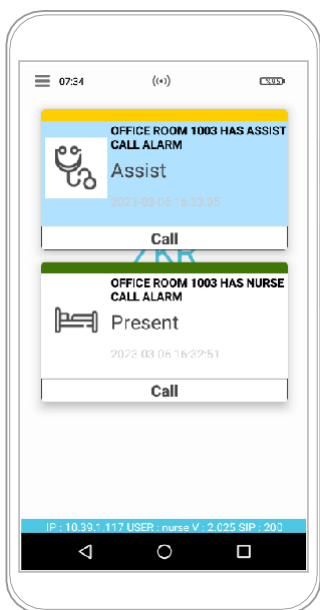 07:34
OFFICE ROOM 1003 HAS ASSIST
CALL ALARM
Assist
2023-03-06 16:33:05
Call
OFFICE ROOM 1003 HAS NURSE
CALL ALARM
Present
2023-03-06 16:32:51
Call
IP : 10.39.1.117 USER : nurse V : 2.025 SIP : 200